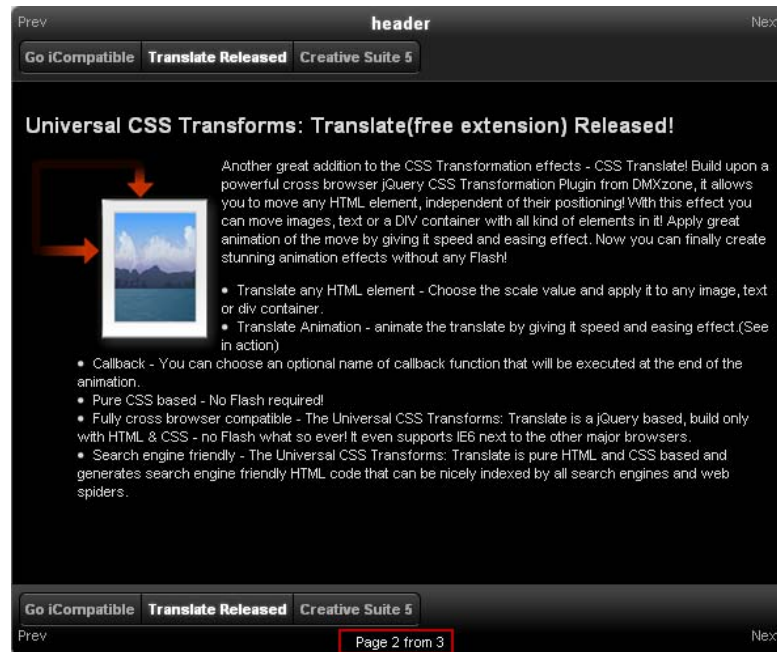 Prev header Nex
Go iCompatible Translate Released Creative Suite 5
Universal CSS Transforms: Translate(free extension) Released!
Another great addition to the CSS Transformation effects - CSS Translate! Build upon a
powerful cross browser jQuery CSS Transformation Plugin from DMXzone, it allows
you to move any HTML element, independent of their positioning! With this effect you
can move images, text or a DIV container with all kind of elements in it! Apply great
animation of the move by giving it speed and easing effect. Now you can finally create
stunning animation effects without any Flash!
• Translate any HTML element - Choose the scale value and apply it to any image, text
or div container.
• Translate Animation - animate the translate by giving it speed and easing effect.(See
in action)
• Callback - You can choose an optional name of callback function that will be executed at the end of the
animation.
• Pure CSS based - No Flash required!
• Fully cross browser compatible - The Universal CSS Transforms: Translate is a jQuery based, build only
with HTML & CSS - no Flash what so ever! It even supports IE6 next to the other major browsers.
• Search engine friendly - The Universal CSS Transforms: Translate is pure HTML and CSS based and
generates search engine friendly HTML code that can be nicely indexed by all search engines and web
spiders.
Go iCompatible Translate Released Creative Suite 5
Prev Page 2 from 3 Nex